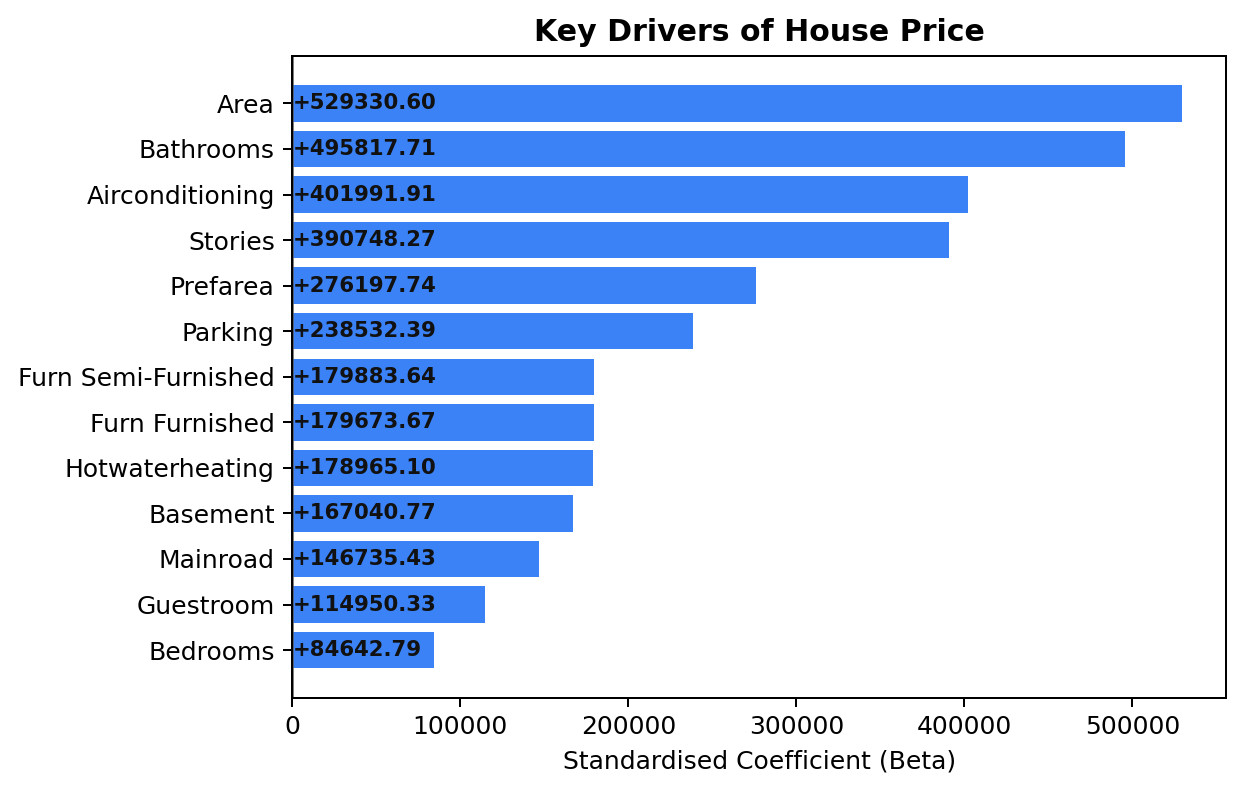 Key Drivers of House Price
Area +529330.60
Bathrooms +495817.71
Airconditioning +401991.91
Stories +390748.27
Prefarea +276197.74
Parking +238532.39
Furn Semi-Furnished +179883.64
Furn Furnished +179673.67
Hotwaterheating +178965.10
Basement +167040.77
Mainroad +146735.43
Guestroom +114950.33
Bedrooms +84642.79
0 100000 200000 300000 400000 500000
Standardised Coefficient (Beta)